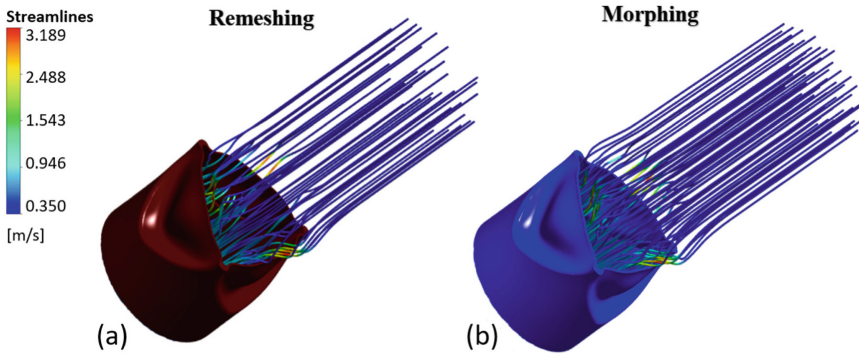 Streamlines
Remeshing
Morphing
3.189
2.488
1.543
0.946
0.350
[m/s]
(a)
(b)